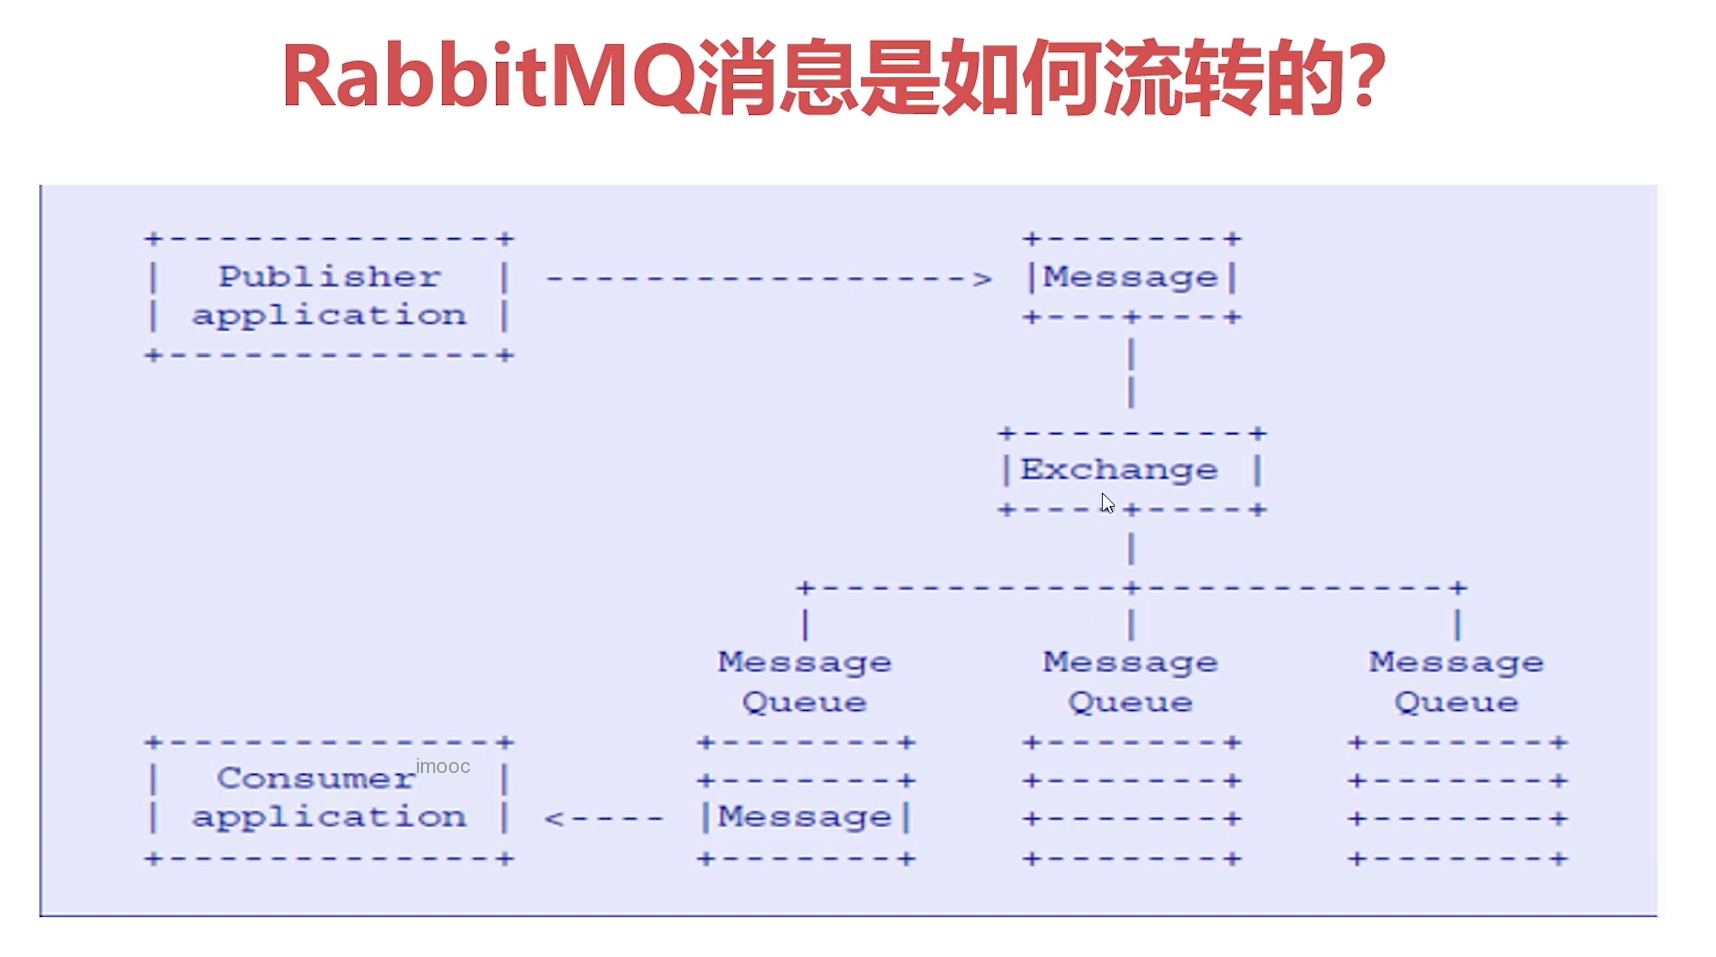 RabbitMQ消息是如何流转的?
+-------------+ +-------+
| Publisher | -----------------> |Message|
| application | +---+---+
+-------------+ |
|
+---------+
|Exchange |
+----+----+
|
+-------------+-------------+
| | |
Message Message Message
Queue Queue Queue
+-------------+ +-------+ +-------+ +-------+
| Consumer | +-------+ +-------+ +-------+
imooc
| application | <---- |Message| +-------+ +-------+
+-------------+ +-------+ +-------+ +-------+